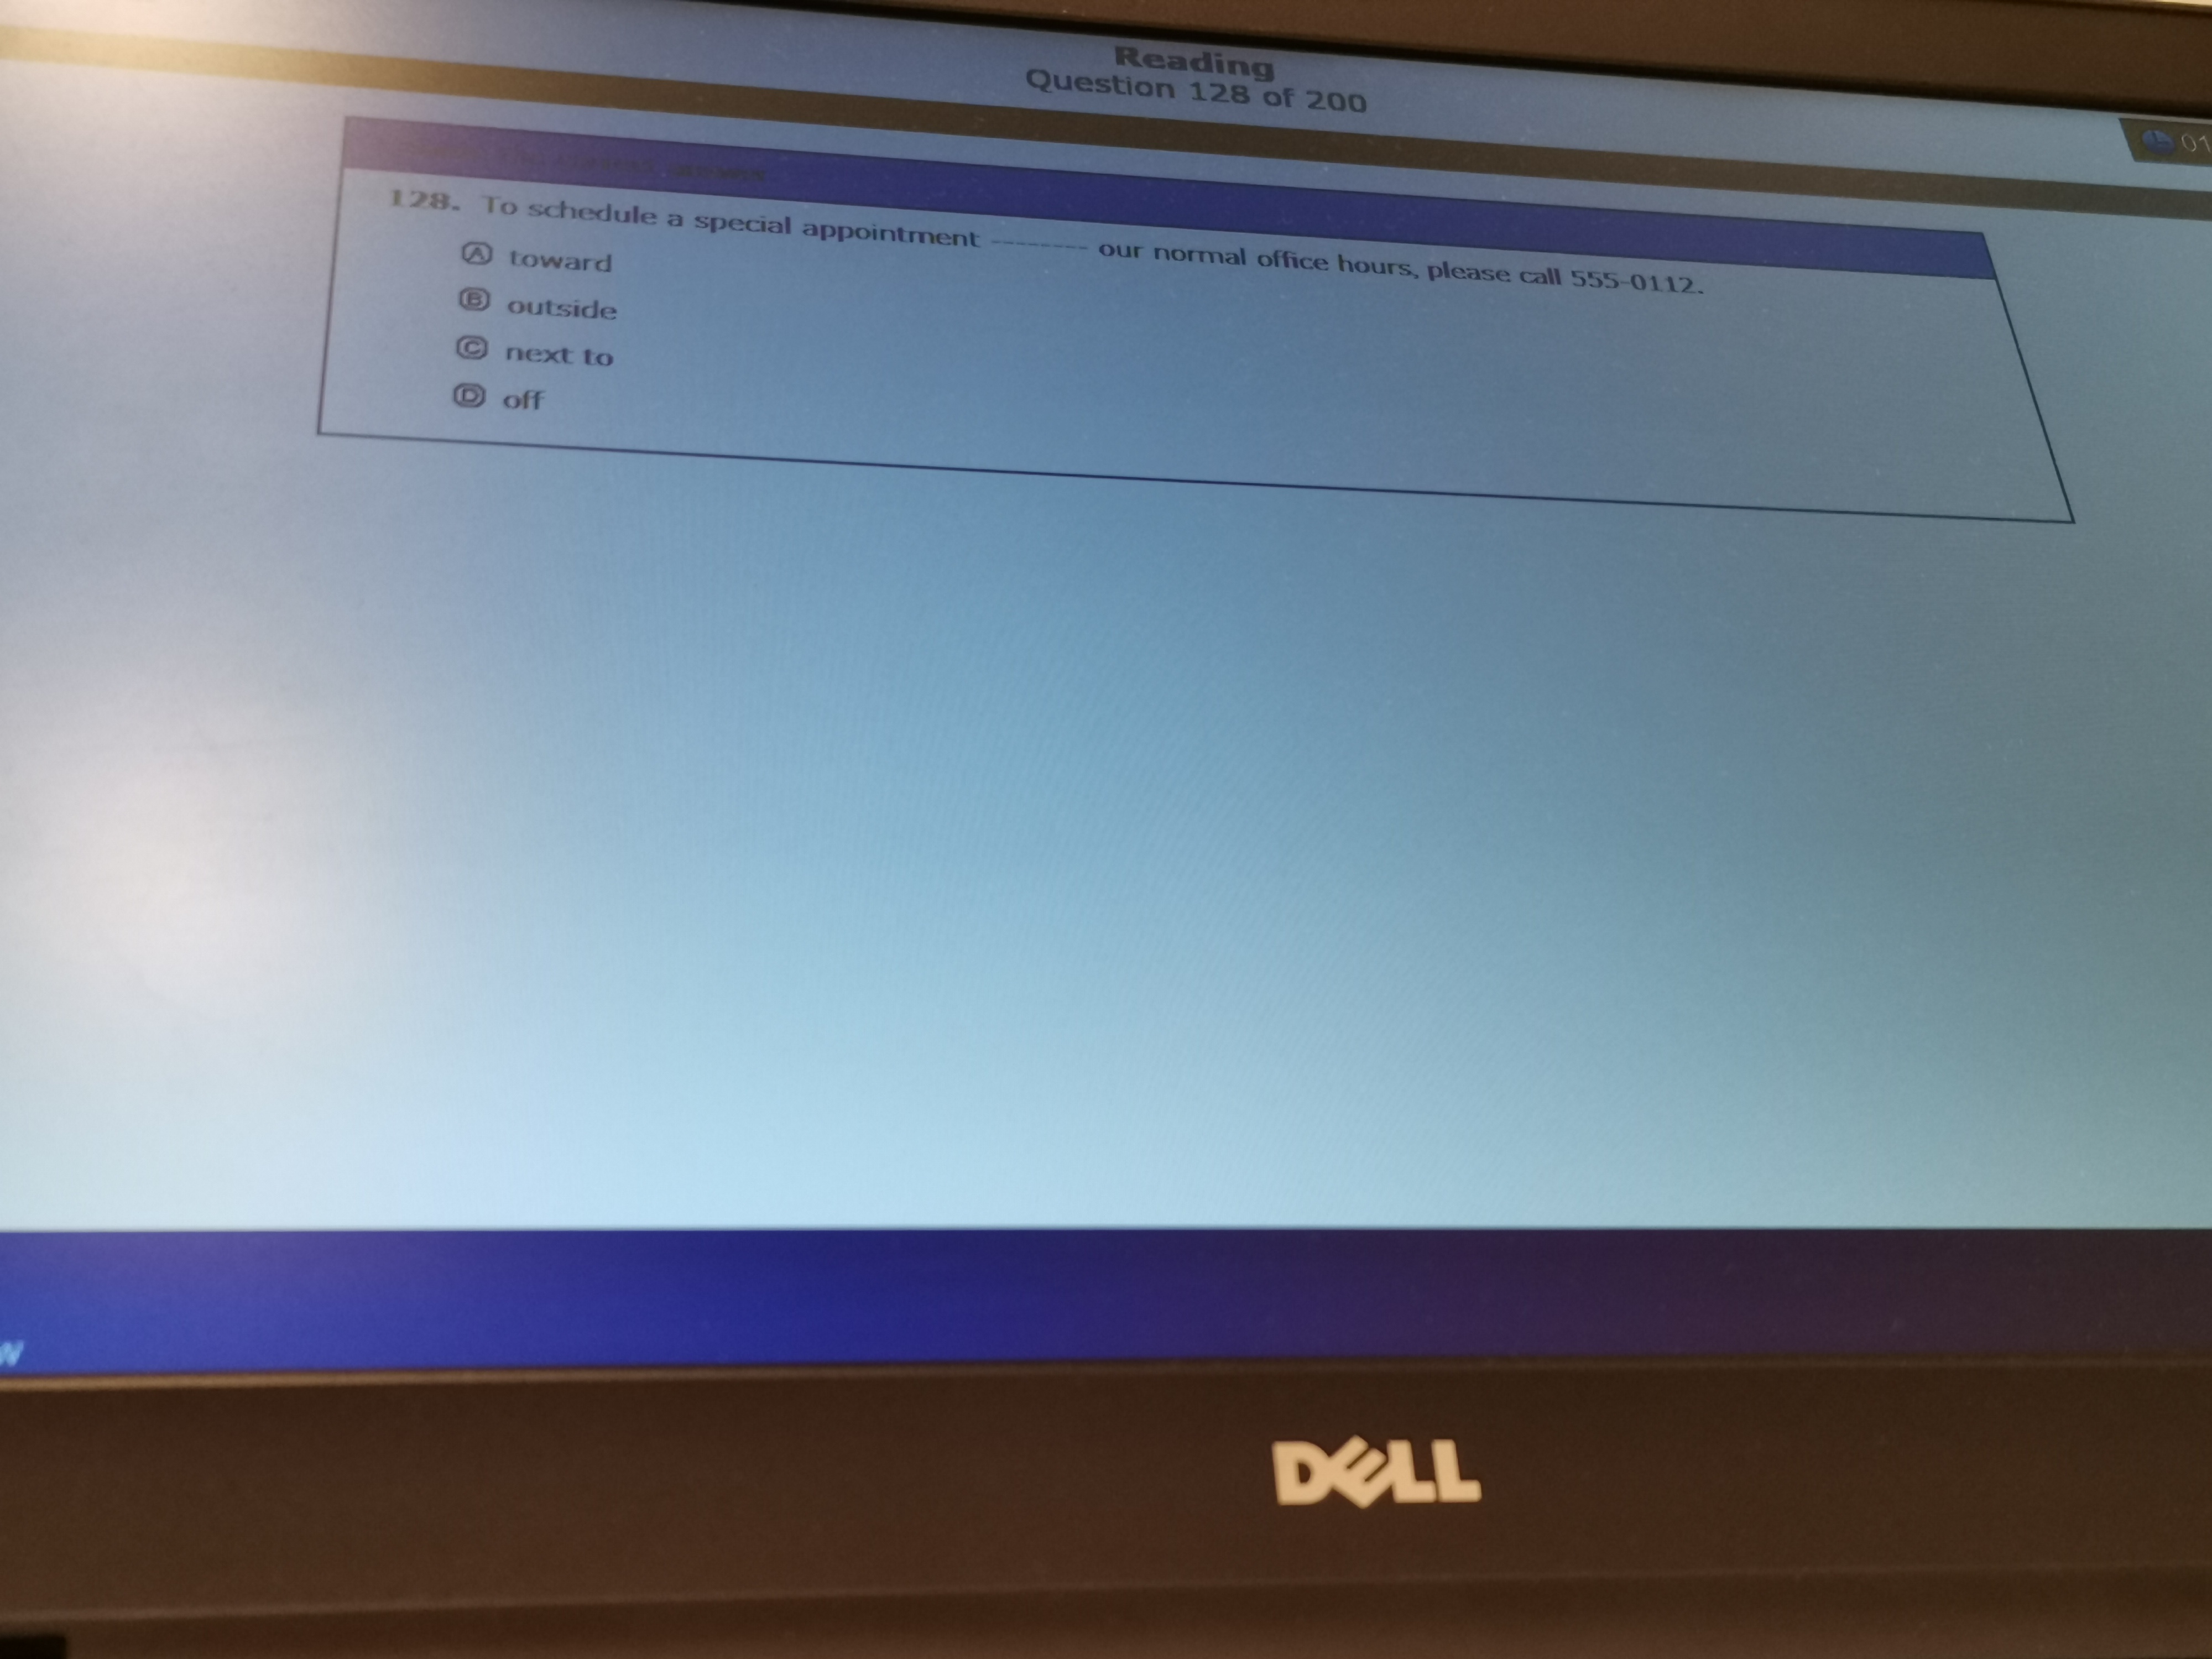 Reading
Question 128 of 200
01
128. To schedule a special appointment -------- our normal office hours, please call 555-0112.
A toward
B outside
C next to
D off
DELL